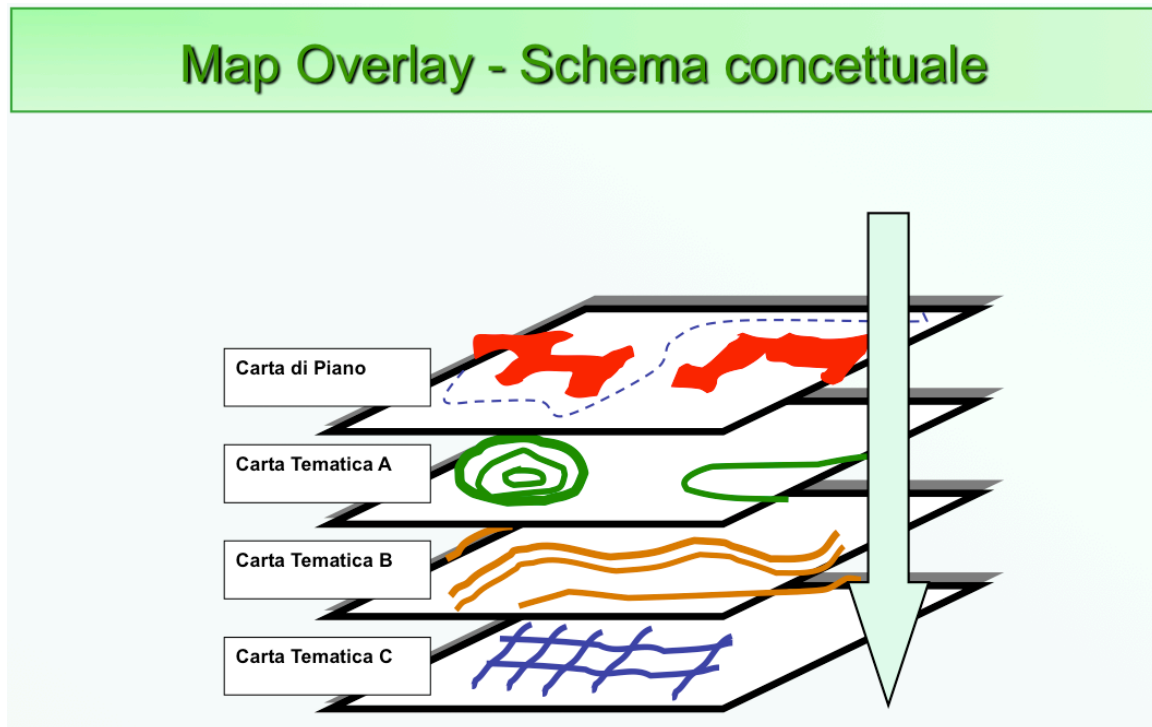 Map Overlay - Schema concettuale
Carta di Piano
Carta Tematica A
Carta Tematica B
Carta Tematica C